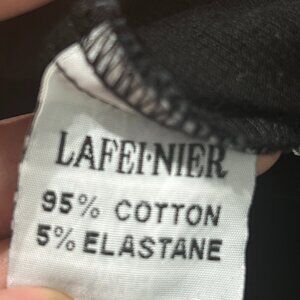 LAFEI·NIER
95% COTTON
5% ELASTANE